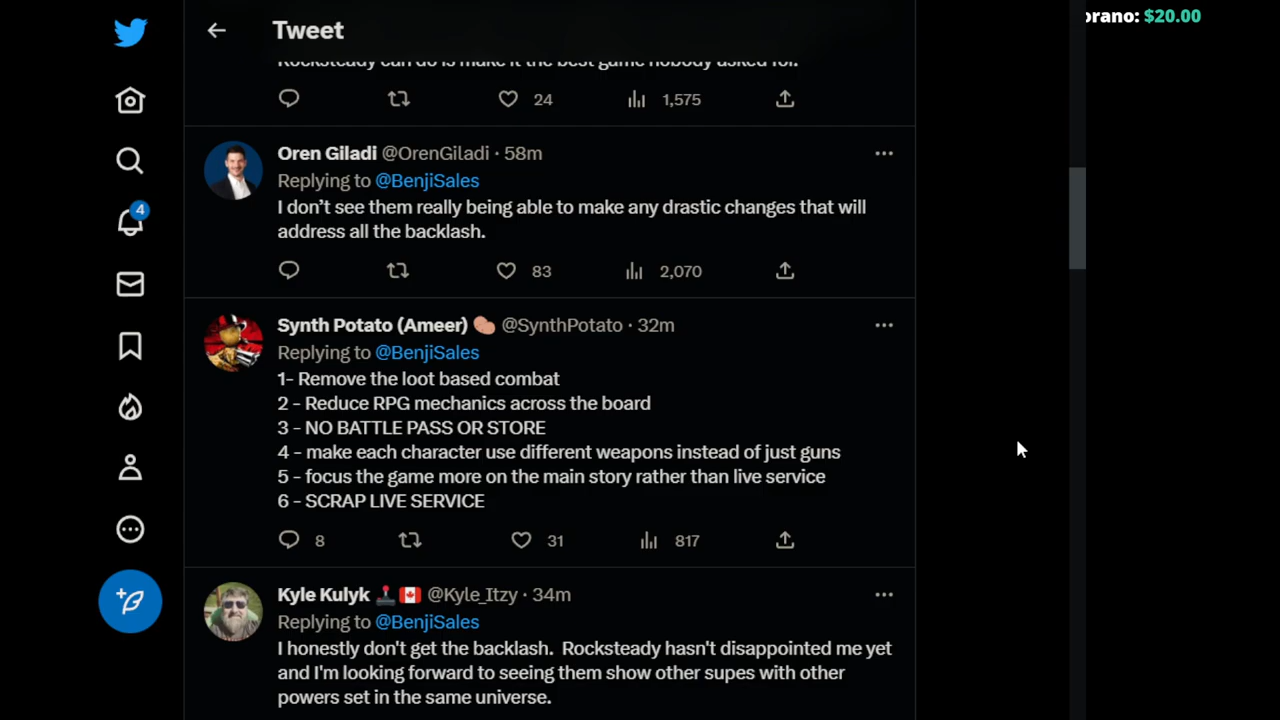 orano: $20.00
Tweet
Rocksteady can do is make it the best game nobody asked for.
24 1,575
Oren Giladi @OrenGiladi · 58m
Replying to @BenjiSales
I don’t see them really being able to make any drastic changes that will
address all the backlash.
83 2,070
4
Synth Potato (Ameer) 🥔 @SynthPotato · 32m
Replying to @BenjiSales
1- Remove the loot based combat
2 - Reduce RPG mechanics across the board
3 - NO BATTLE PASS OR STORE
4 - make each character use different weapons instead of just guns
5 - focus the game more on the main story rather than live service
6 - SCRAP LIVE SERVICE
8 31 817
Kyle Kulyk 🕹️🇨🇦 @Kyle_Itzy · 34m
Replying to @BenjiSales
I honestly don't get the backlash.  Rocksteady hasn't disappointed me yet
and I'm looking forward to seeing them show other supes with other
powers set in the same universe.